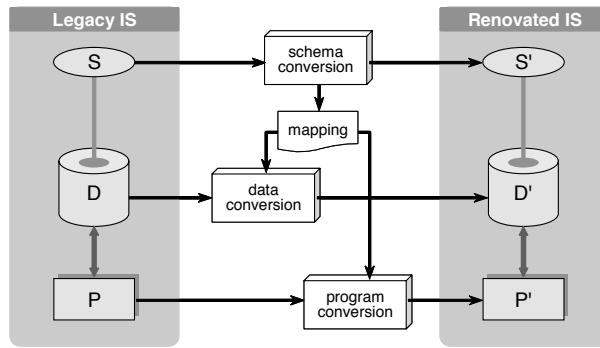 Legacy IS
Renovated IS
S
schema
conversion
S'
mapping
D
data
conversion
D'
P
program
conversion
P'